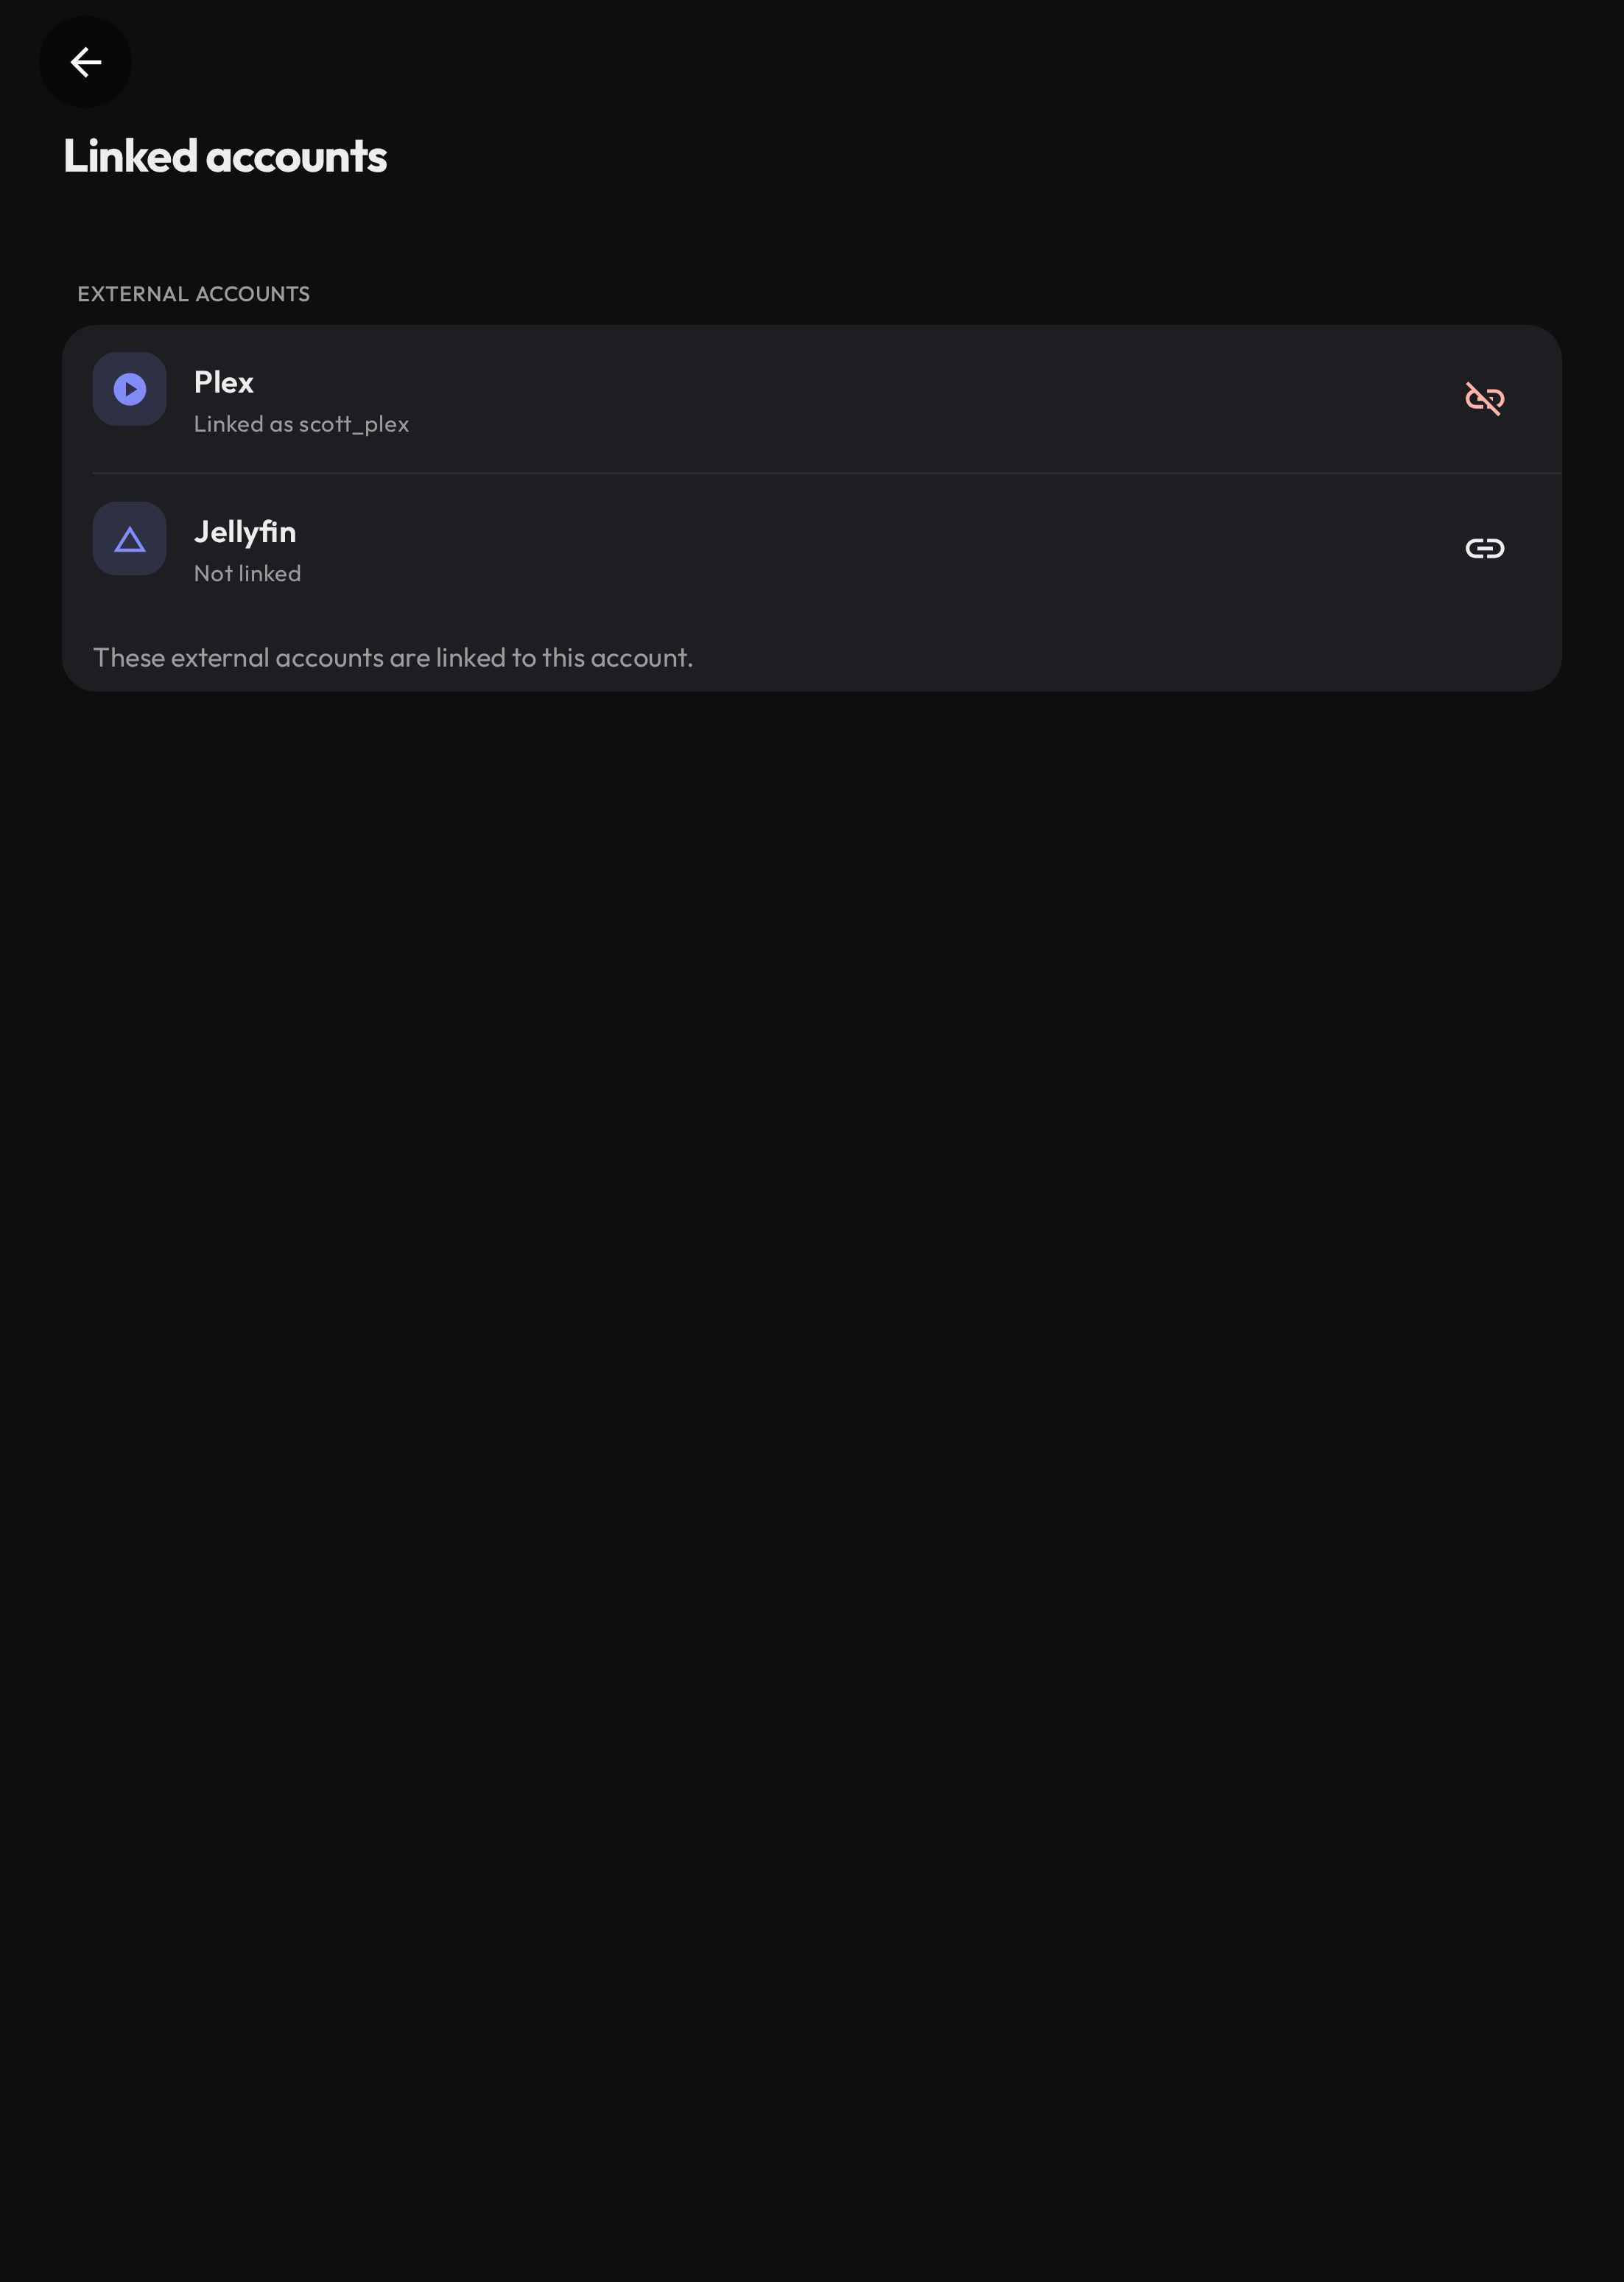 Linked accounts
EXTERNAL ACCOUNTS
Plex
Linked as scott_plex
Jellyfin
Not linked
These external accounts are linked to this account.